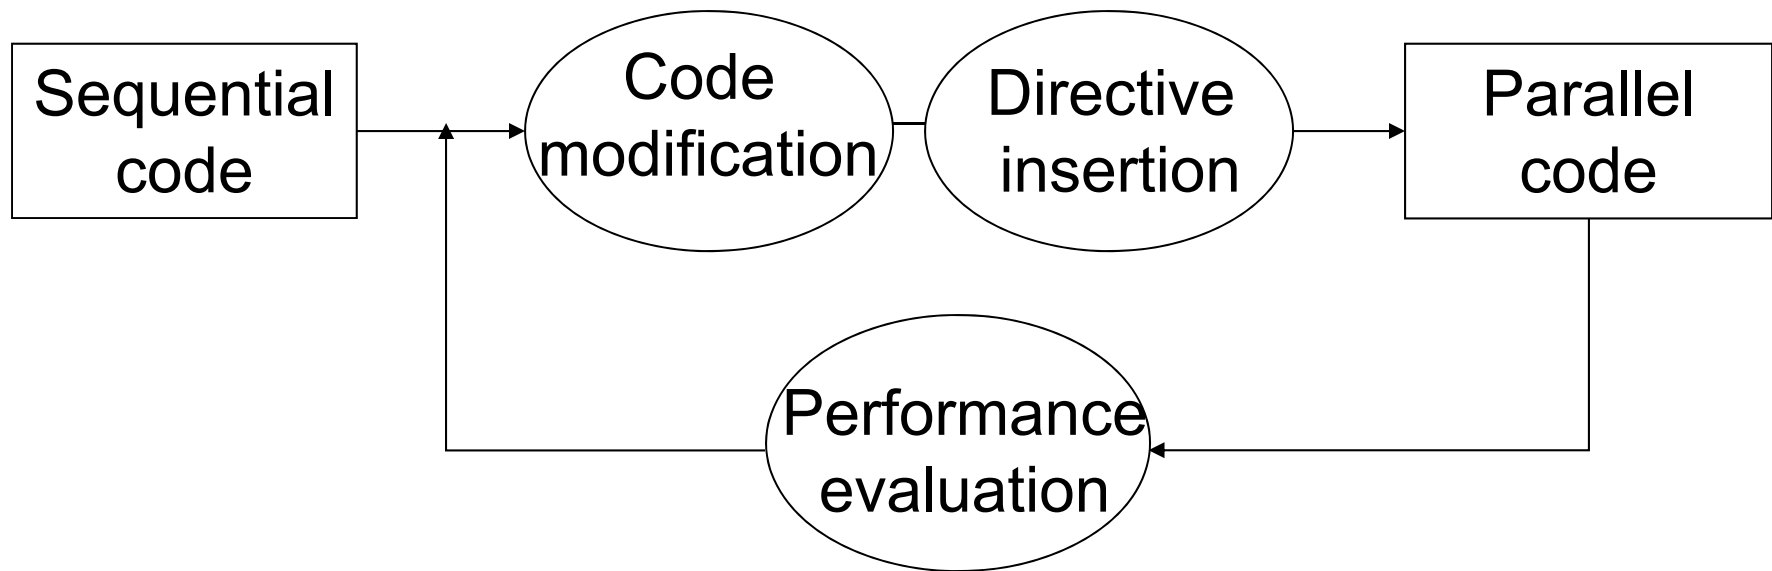 Sequential
code
Code
modification
Directive
insertion
Parallel
code
Performance
evaluation